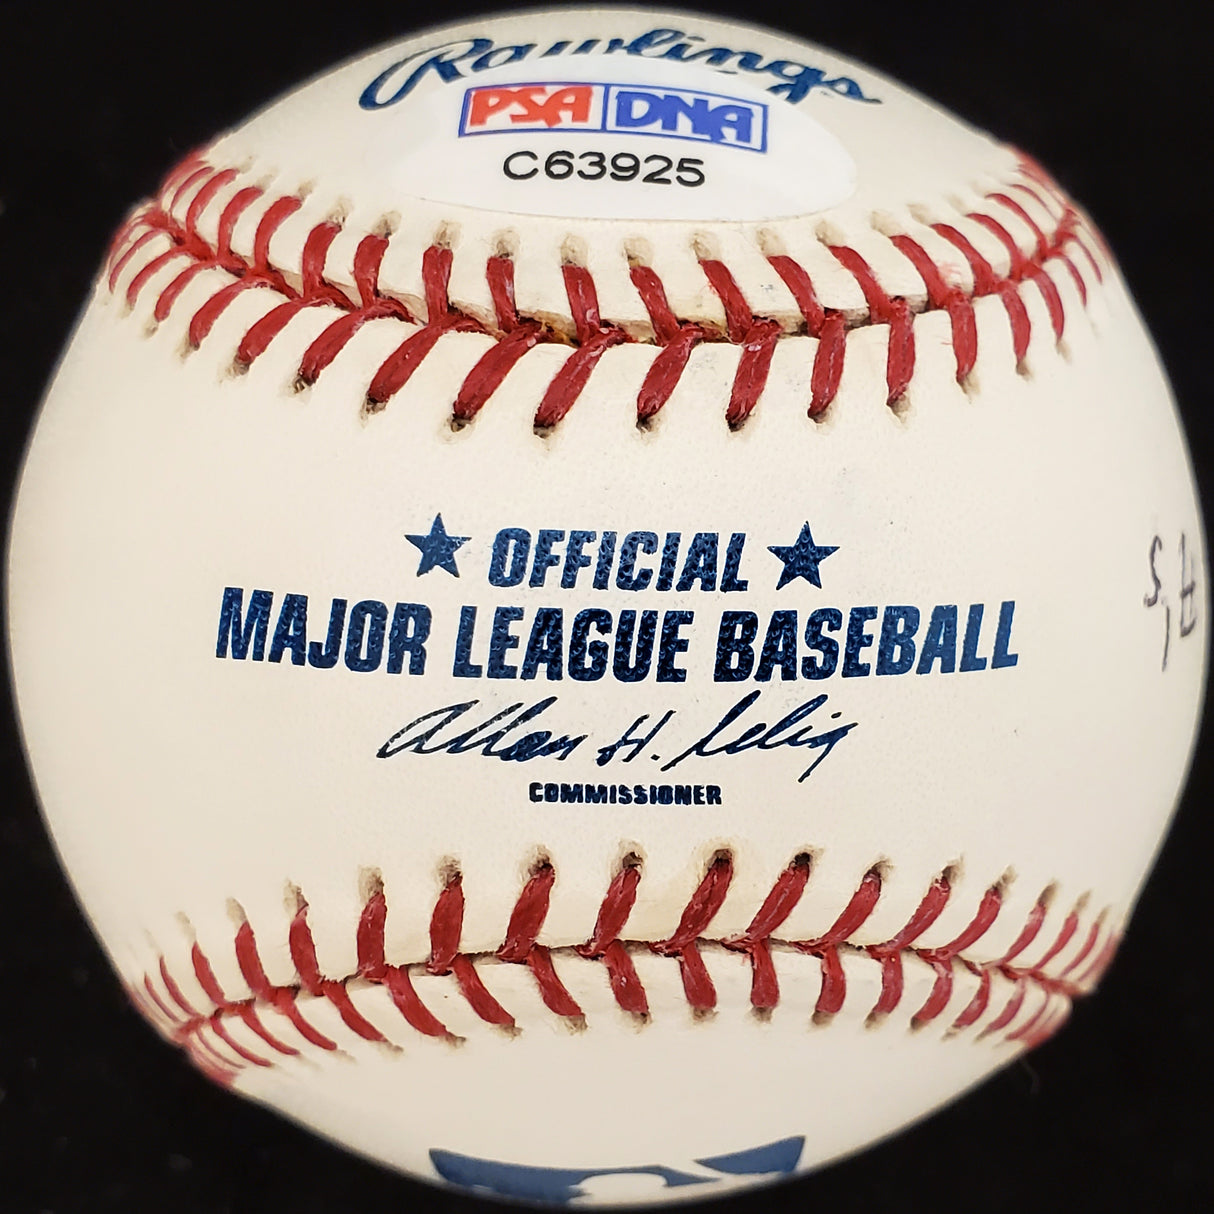 Rawlings
PSA DNA
C63925
★ OFFICIAL ★
MAJOR LEAGUE BASEBALL
Allan H. Selig
COMMISSIONER